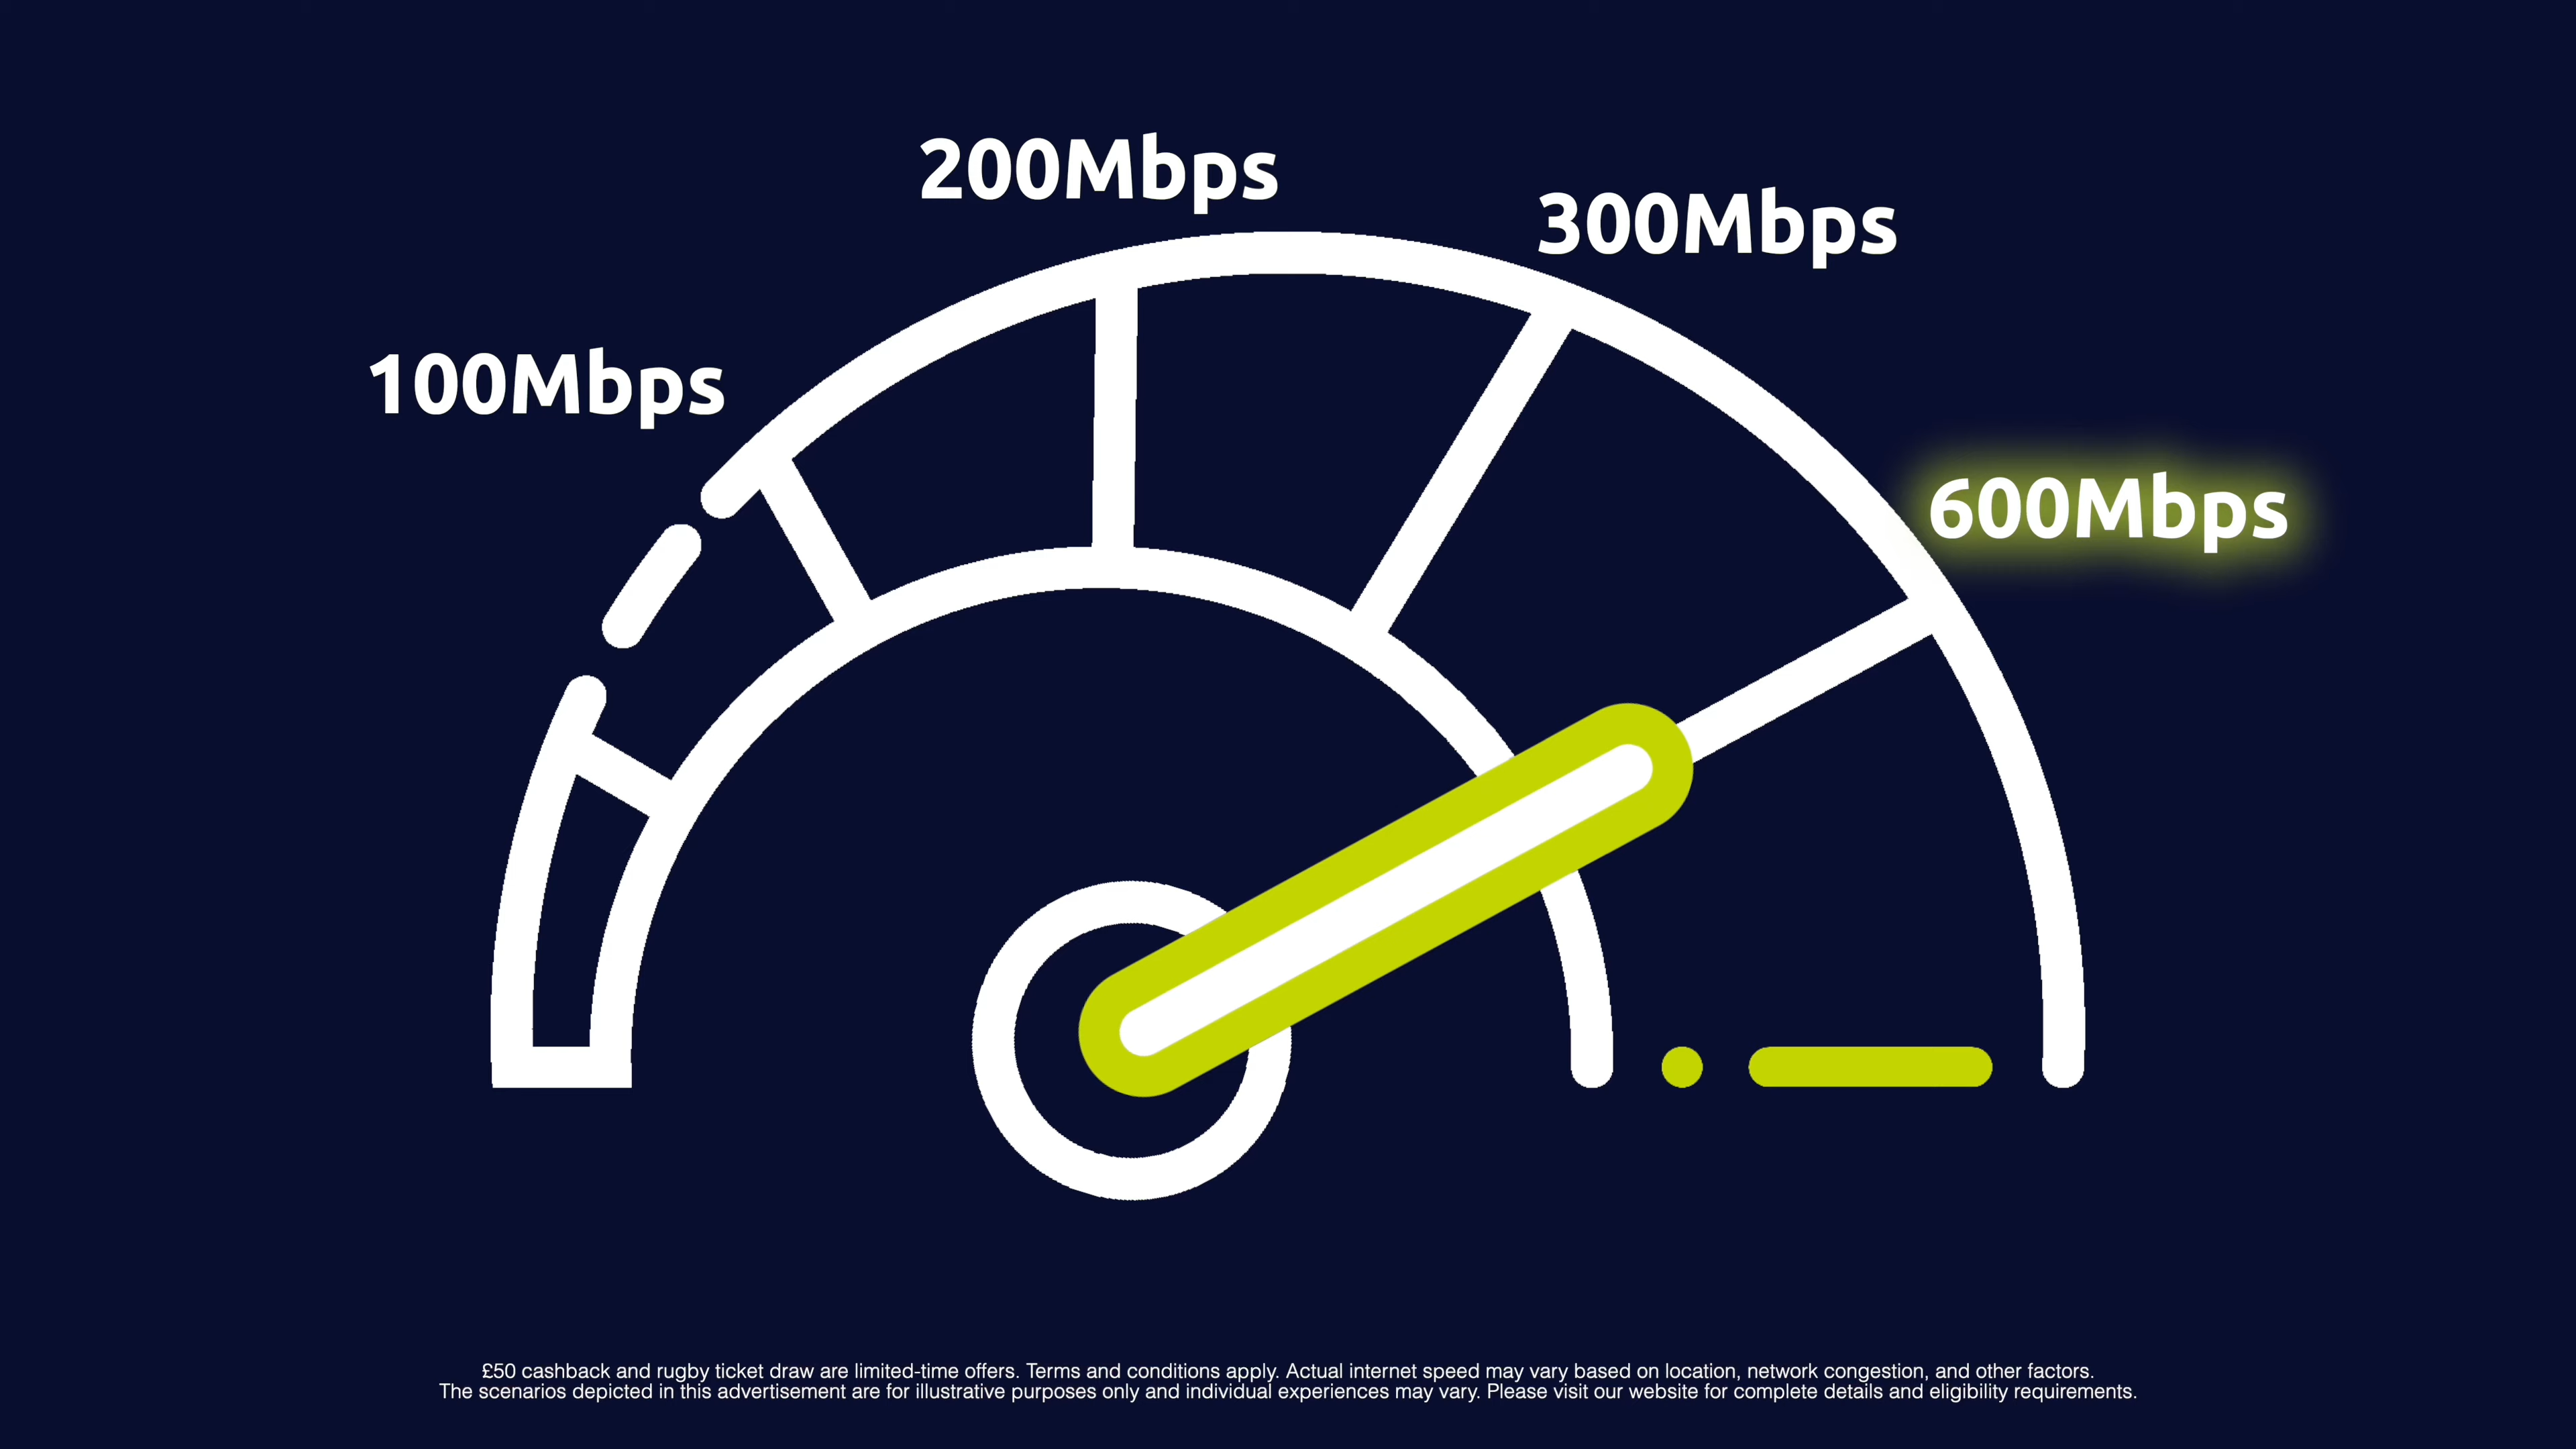 200Mbps
300Mbps
100Mbps
600Mbps
£50 cashback and rugby ticket draw are limited-time offers. Terms and conditions apply. Actual internet speed may vary based on location, network congestion, and other factors.
The scenarios depicted in this advertisement are for illustrative purposes only and individual experiences may vary. Please visit our website for complete details and eligibility requirements.